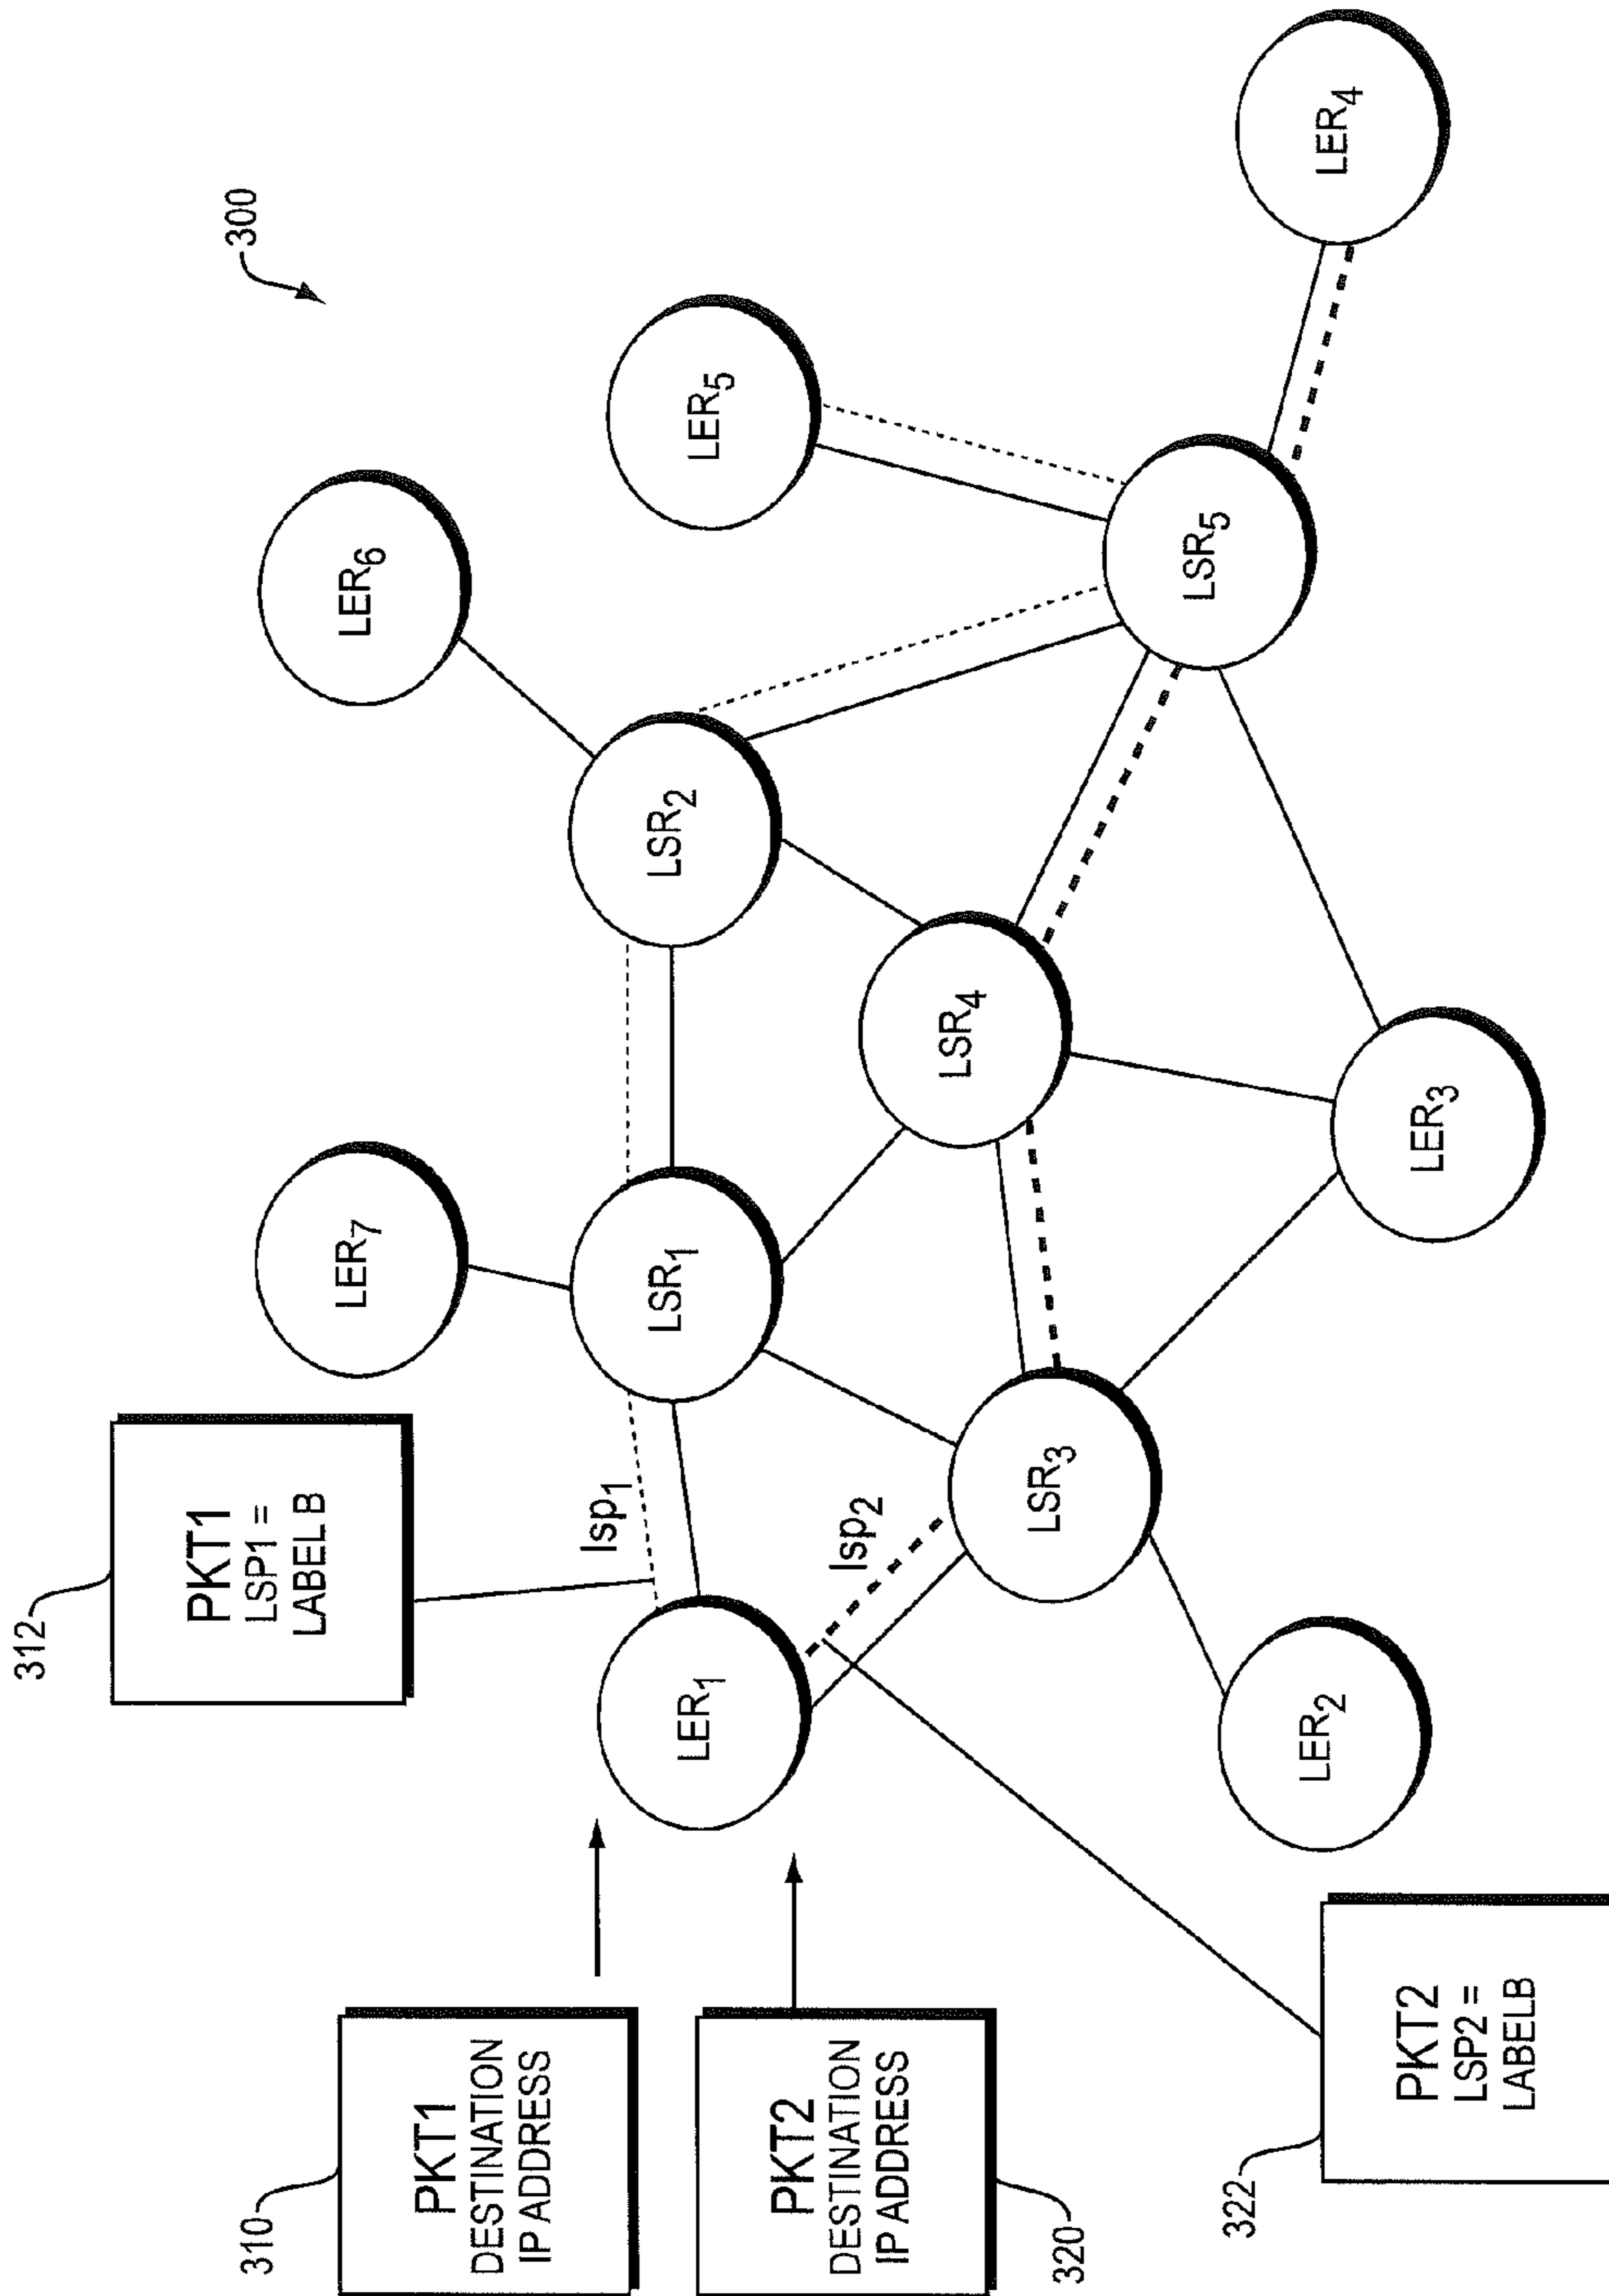 300
312
PKT1
LSP1 =
LABEL B
LER7
LER6
LER5
LER4
LSR1
LSR2
LSR5
lsp1
LER1
lsp2
LSR3
LSR4
LER2
LER3
310
PKT1
DESTINATION
IP ADDRESS
320
PKT2
DESTINATION
IP ADDRESS
322
PKT2
LSP2 =
LABELB